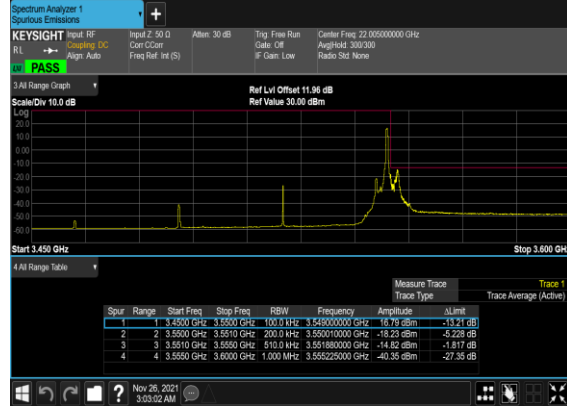 Spectrum Analyzer 1
Spurious Emissions
KEYSIGHT Input: RF Input Z: 50 Ω Atten: 30 dB Trig: Free Run Center Freq: 22.005000000 GHz
RL Coupling: DC Corr CCorr Gate: Off Avg|Hold: 300/300
Align: Auto Freq Ref: Int (S) IF Gain: Low Radio Std: None
LW PASS
3 All Range Graph
Ref Lvl Offset 11.96 dB
Scale/Div 10.0 dB Ref Value 30.00 dBm
Log
20.0
10.0
0.00
-10.0
-20.0
-30.0
-40.0
-50.0
-60.0
Start 3.450 GHz Stop 3.600 GHz
4 All Range Table
Measure Trace Trace 1
Trace Type Trace Average (Active)
Spur Range Start Freq Stop Freq RBW Frequency Amplitude ΔLimit
1 1 3.4500 GHz 3.5500 GHz 100.0 kHz 3.549000000 GHz 16.79 dBm -13.21 dB
2 2 3.5500 GHz 3.5510 GHz 200.0 kHz 3.550010000 GHz -18.23 dBm -5.228 dB
3 3 3.5510 GHz 3.5550 GHz 510.0 kHz 3.551880000 GHz -14.82 dBm -1.817 dB
4 4 3.5550 GHz 3.6000 GHz 1.000 MHz 3.555225000 GHz -40.35 dBm -27.35 dB
Nov 26, 2021
3:03:02 AM